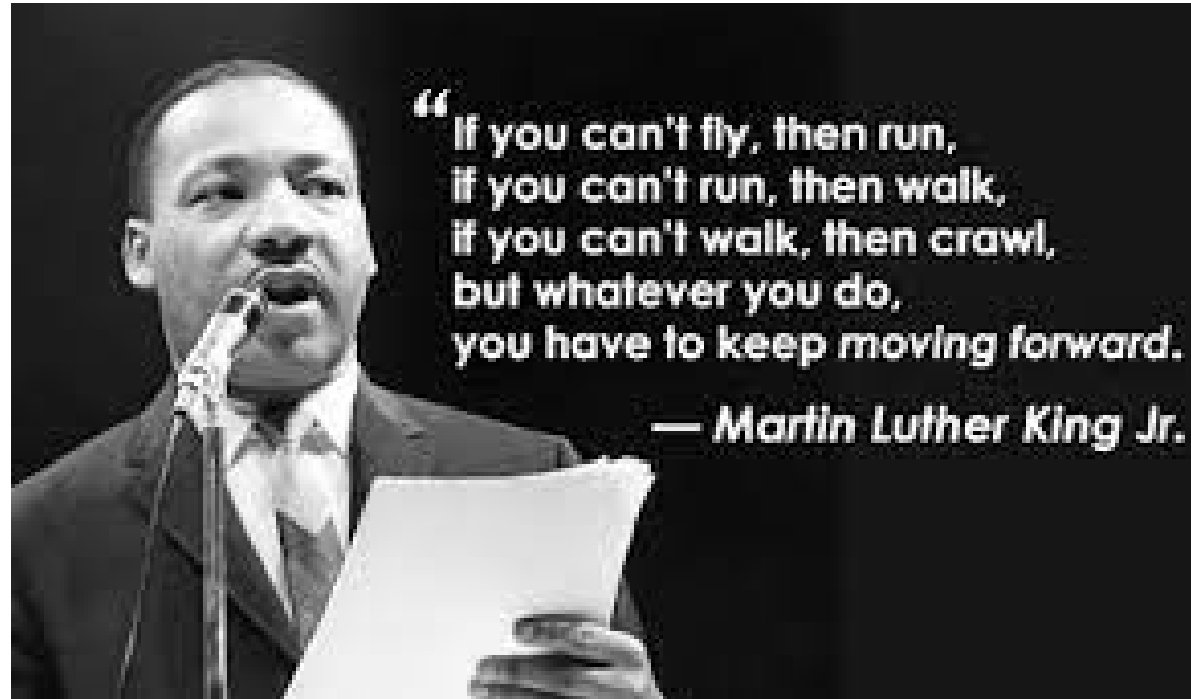 “If you can't fly, then run,
if you can't run, then walk,
if you can't walk, then crawl,
but whatever you do,
you have to keep moving forward.
— Martin Luther King Jr.